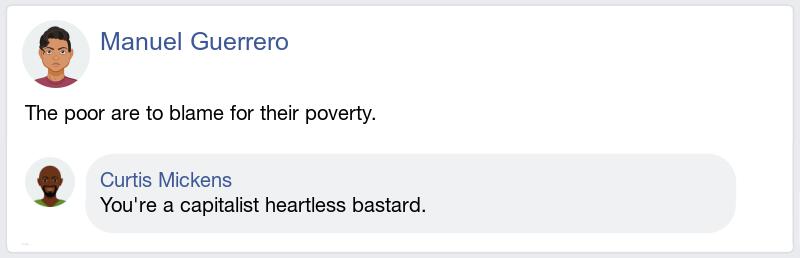 Manuel Guerrero
The poor are to blame for their poverty.
Curtis Mickens
You're a capitalist heartless bastard.